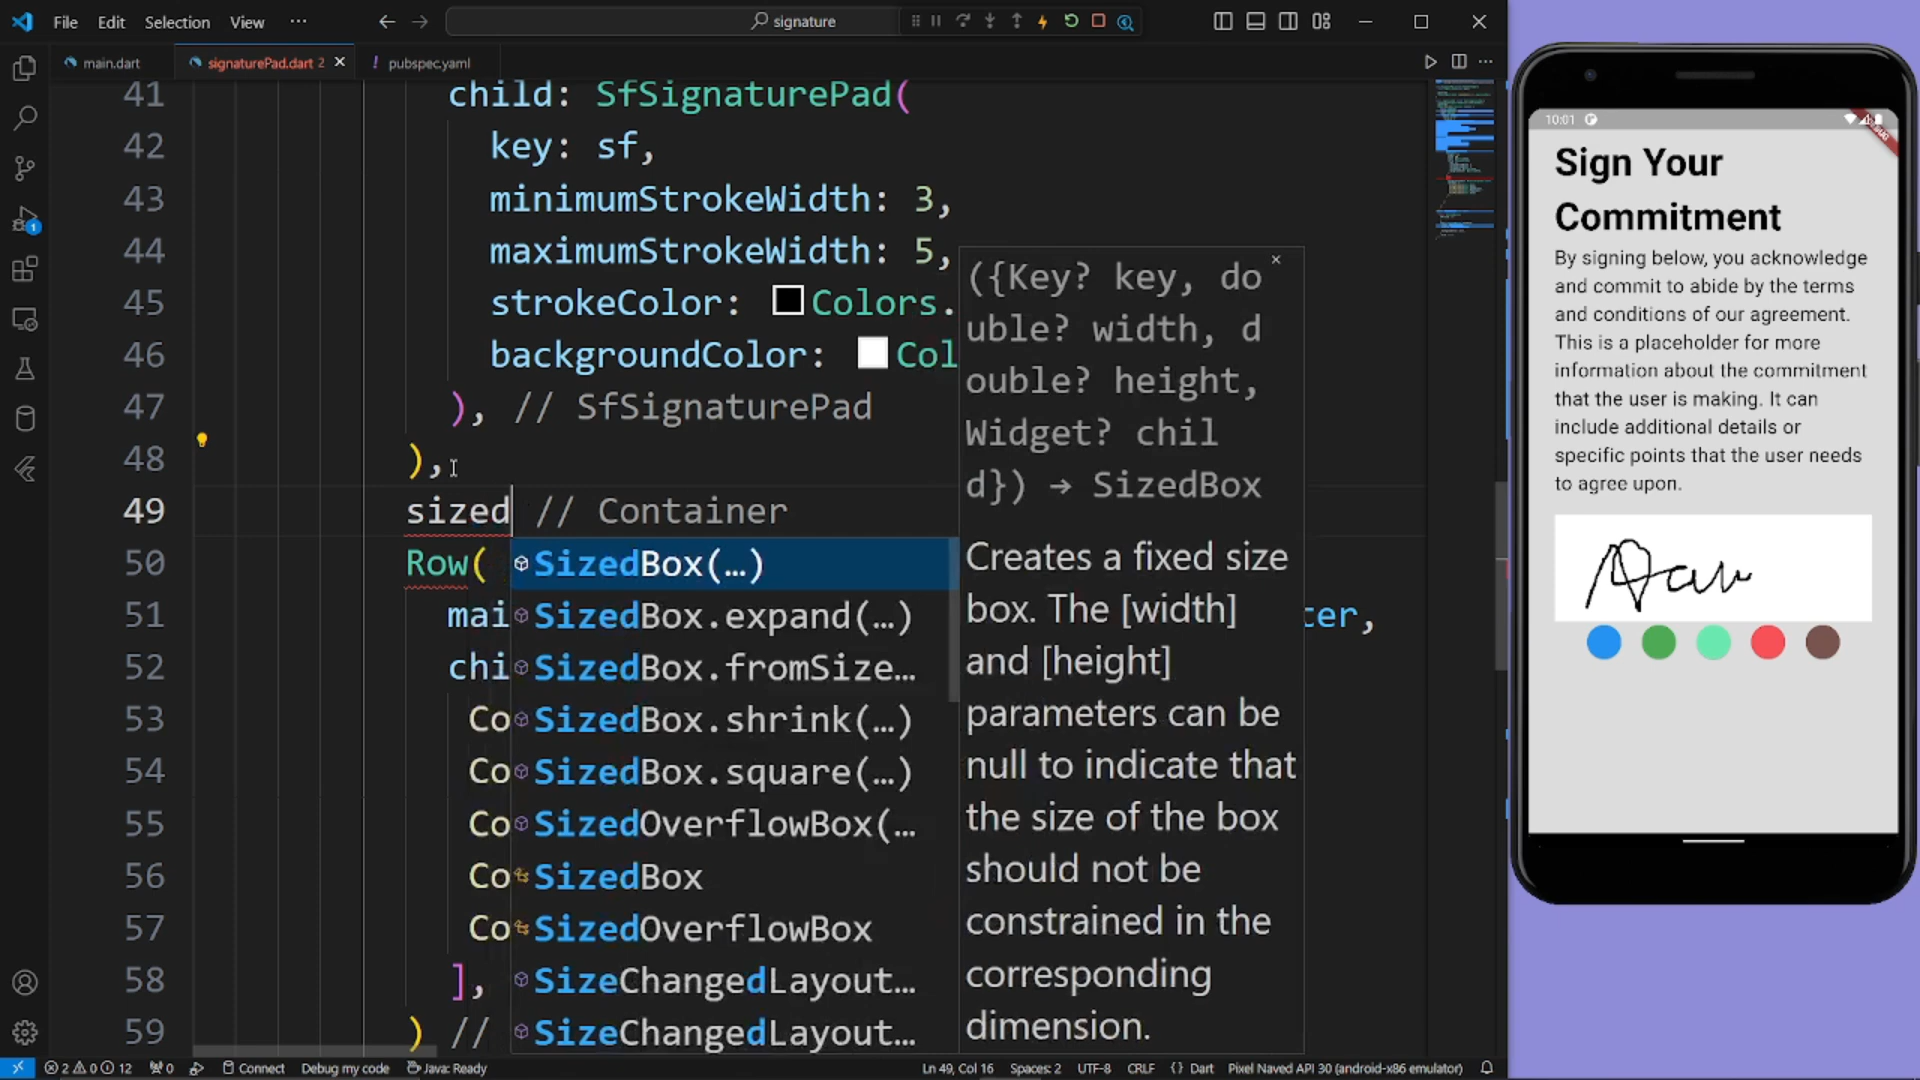 File Edit Selection View ··· signature
main.dart signaturePad.dart 2 pubspec.yaml
41 child: SfSignaturePad(
42 key: sf,
43 minimumStrokeWidth: 3,
44 maximumStrokeWidth: 5,
45 strokeColor: Colors.
46 backgroundColor: Col
47 ), // SfSignaturePad
48 ),
49 sized // Container
50 Row(
51 mai ter,
52 chi
53 Co
54 Co
55 Co
56 Co
57 Co
58 ],
59 ) //
SizedBox(…)
SizedBox.expand(…)
SizedBox.fromSize…
SizedBox.shrink(…)
SizedBox.square(…)
SizedOverflowBox(…
SizedBox
SizedOverflowBox
SizeChangedLayout…
SizeChangedLayout…
({Key? key, do
uble? width, d
ouble? height,
Widget? chil
d}) → SizedBox
Creates a fixed size
box. The [width]
and [height]
parameters can be
null to indicate that
the size of the box
should not be
constrained in the
corresponding
dimension.
1
2 0 12 0 Connect Debug my code Java: Ready Ln 49, Col 16 Spaces: 2 UTF-8 CRLF {} Dart Pixel Naved API 30 (android-x86 emulator)
10:01
Sign Your
Commitment
By signing below, you acknowledge
and commit to abide by the terms
and conditions of our agreement.
This is a placeholder for more
information about the commitment
that the user is making. It can
include additional details or
specific points that the user needs
to agree upon.